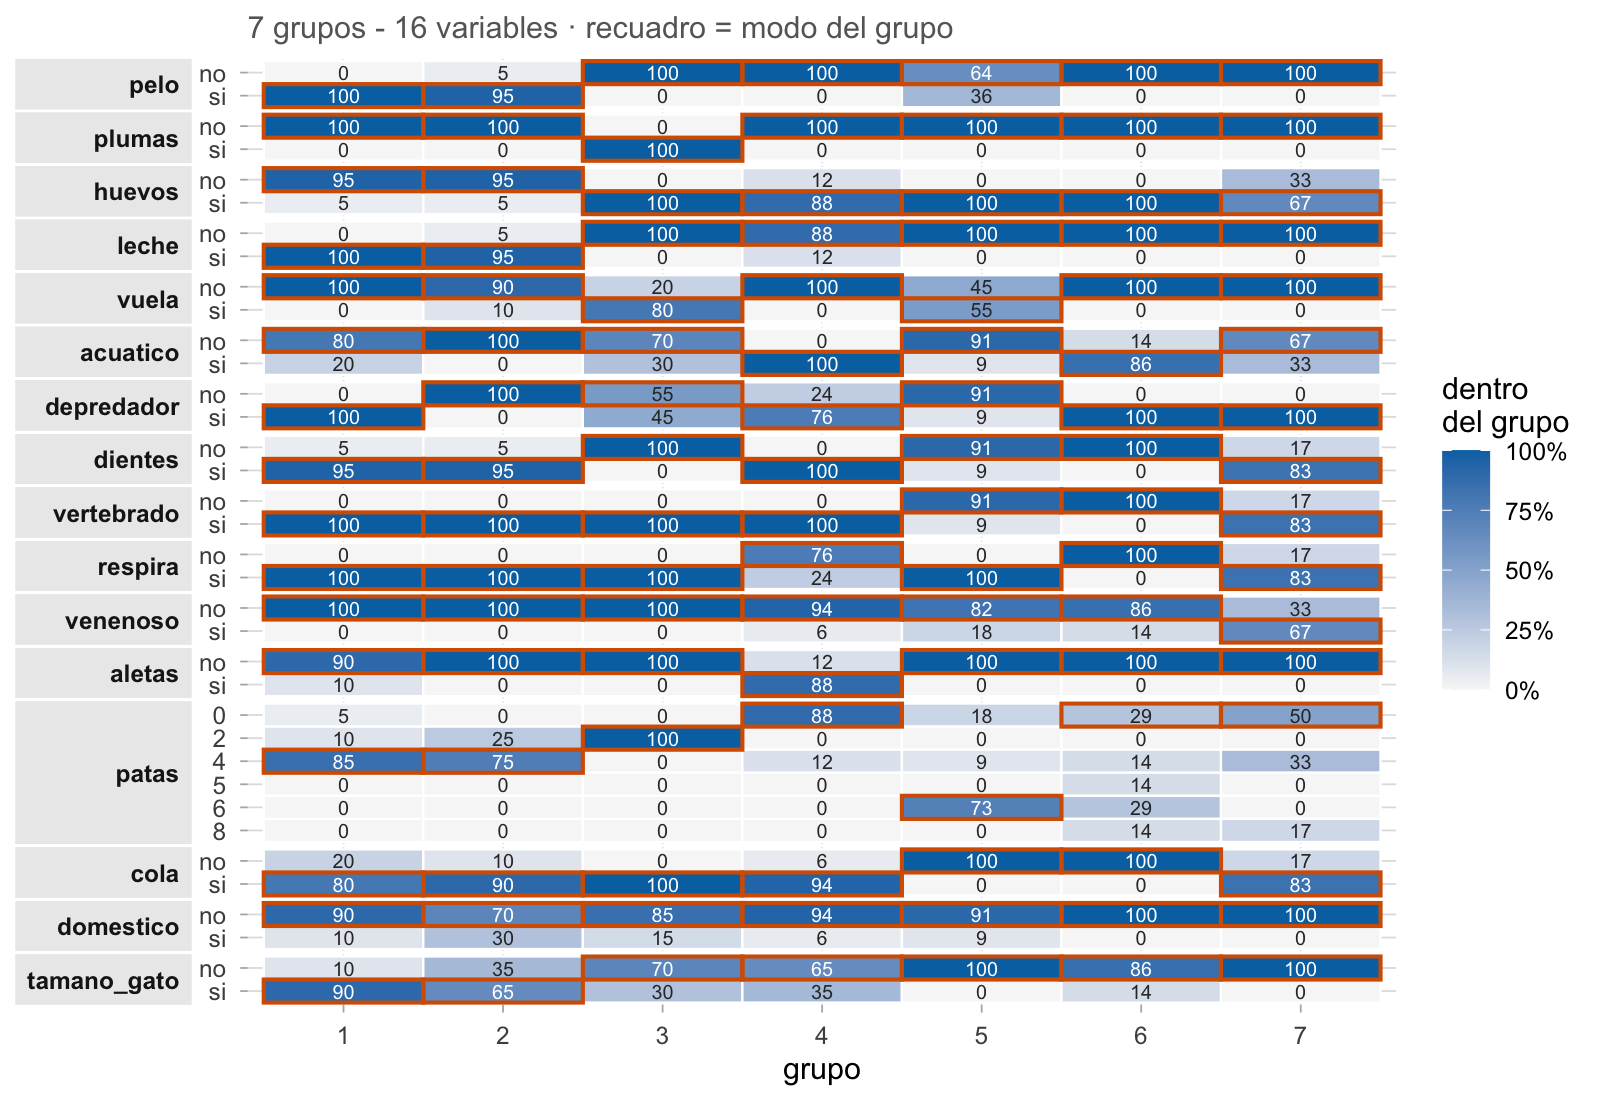 7 grupos - 16 variables · recuadro = modo del grupo
pelo
no 0 5 100 100 64 100 100
si 100 95 0 0 36 0 0
plumas
no 100 100 0 100 100 100 100
si 0 0 100 0 0 0 0
huevos
no 95 95 0 12 0 0 33
si 5 5 100 88 100 100 67
leche
no 0 5 100 88 100 100 100
si 100 95 0 12 0 0 0
vuela
no 100 90 20 100 45 100 100
si 0 10 80 0 55 0 0
acuatico
no 80 100 70 0 91 14 67
si 20 0 30 100 9 86 33
depredador
no 0 100 55 24 91 0 0
si 100 0 45 76 9 100 100
dientes
no 5 5 100 0 91 100 17
si 95 95 0 100 9 0 83
vertebrado
no 0 0 0 0 91 100 17
si 100 100 100 100 9 0 83
respira
no 0 0 0 76 0 100 17
si 100 100 100 24 100 0 83
venenoso
no 100 100 100 94 82 86 33
si 0 0 0 6 18 14 67
aletas
no 90 100 100 12 100 100 100
si 10 0 0 88 0 0 0
patas
0 5 0 0 88 18 29 50
2 10 25 100 0 0 0 0
4 85 75 0 12 9 14 33
5 0 0 0 0 0 14 0
6 0 0 0 0 73 29 0
8 0 0 0 0 0 14 17
cola
no 20 10 0 6 100 100 17
si 80 90 100 94 0 0 83
domestico
no 90 70 85 94 91 100 100
si 10 30 15 6 9 0 0
tamano_gato
no 10 35 70 65 100 86 100
si 90 65 30 35 0 14 0
1 2 3 4 5 6 7
grupo
dentro
del grupo
100%
75%
50%
25%
0%